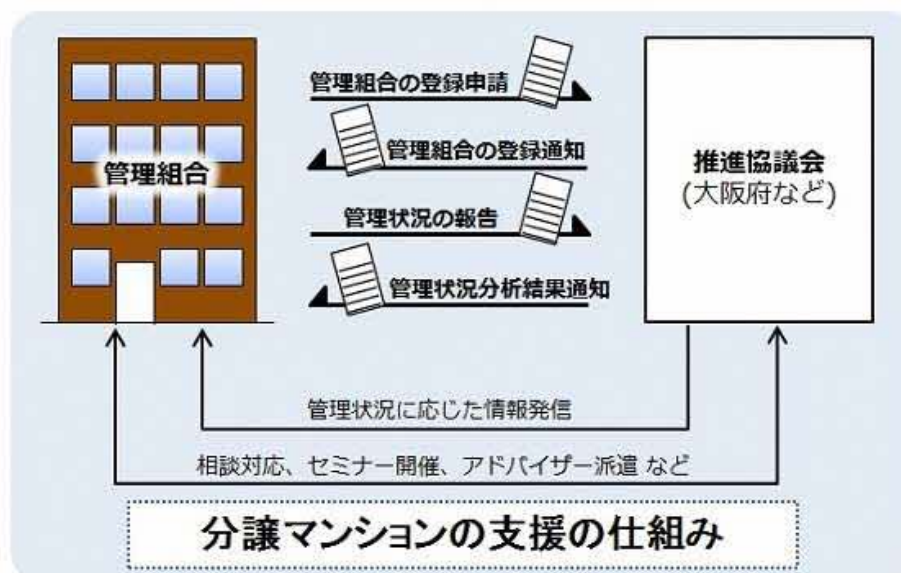 管理組合
管理組合の登録申請
管理組合の登録通知
管理状況の報告
管理状況分析結果通知
推進協議会
(大阪府など)
管理状況に応じた情報発信
相談対応、セミナー開催、アドバイザー派遣 など
分譲マンションの支援の仕組み